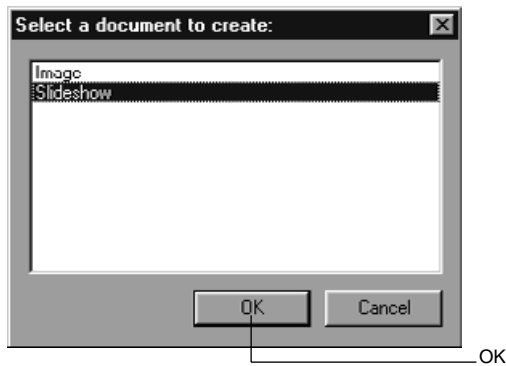 Select a document to create:
Image
Slideshow
OK
Cancel
OK